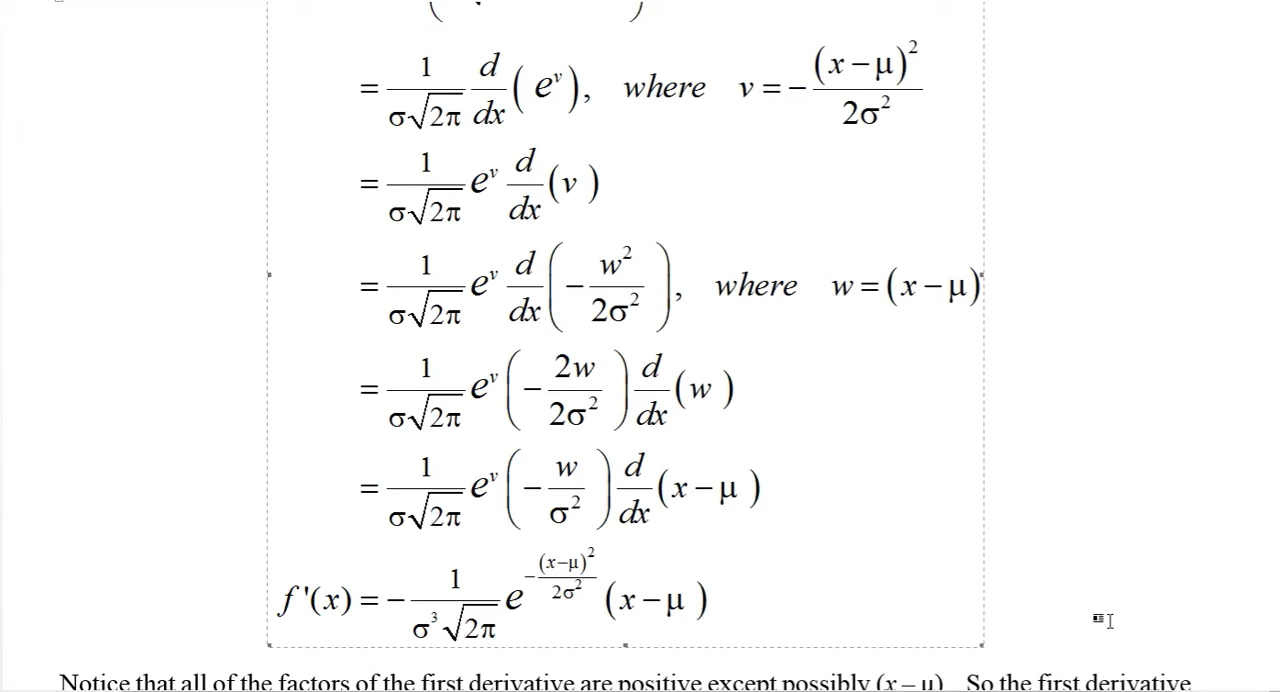 = 1/(σ√(2π)) d/dx (e^v), where v = −(x − μ)²/(2σ²)
= 1/(σ√(2π)) e^v d/dx (v)
= 1/(σ√(2π)) e^v d/dx (−w²/(2σ²)), where w = (x − μ)
= 1/(σ√(2π)) e^v (−2w/(2σ²)) d/dx (w)
= 1/(σ√(2π)) e^v (−w/σ²) d/dx (x − μ)
f'(x) = −1/(σ³√(2π)) e^(−(x−μ)²/(2σ²)) (x − μ)
Notice that all of the factors of the first derivative are positive except possibly (x – μ). So the first derivative